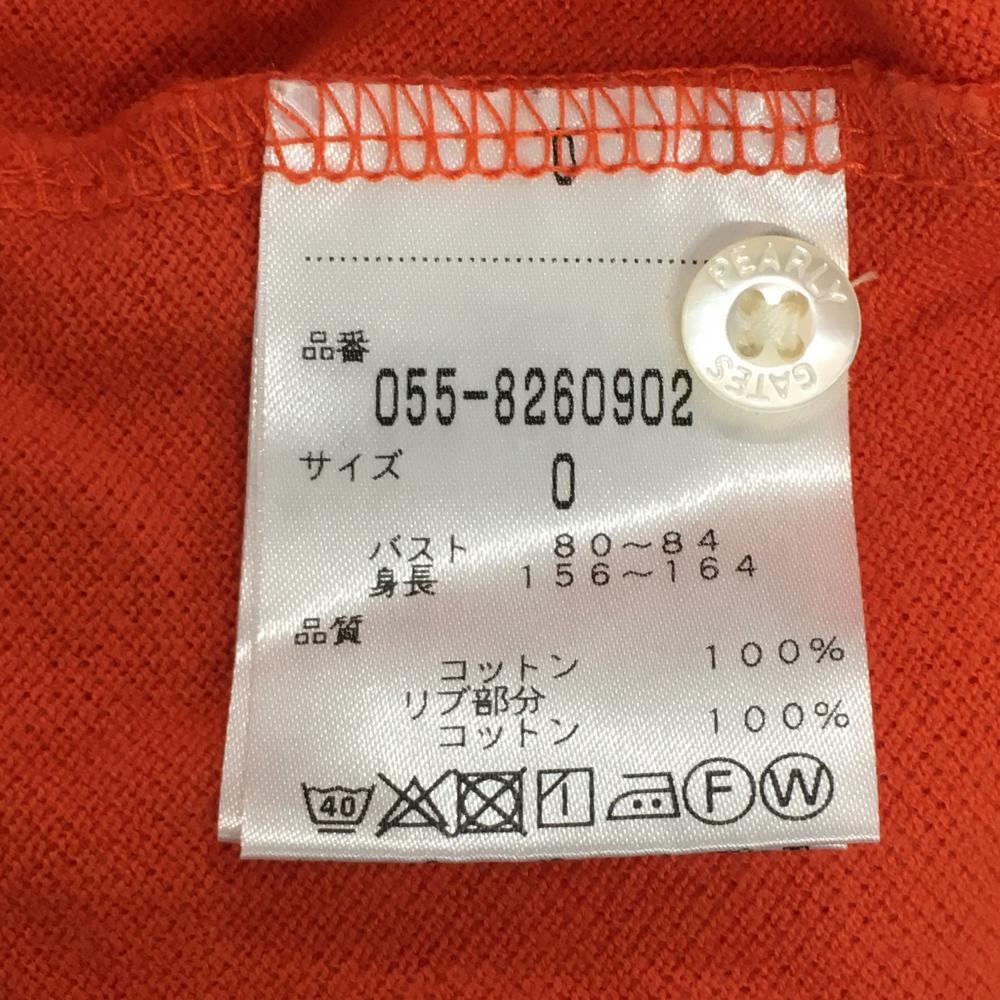 0
PEARLY
GATES
品番
055-8260902
サイズ 0
バスト 80～84
身長 156～164
品質
コットン 100%
リブ部分
コットン 100%
40
F W